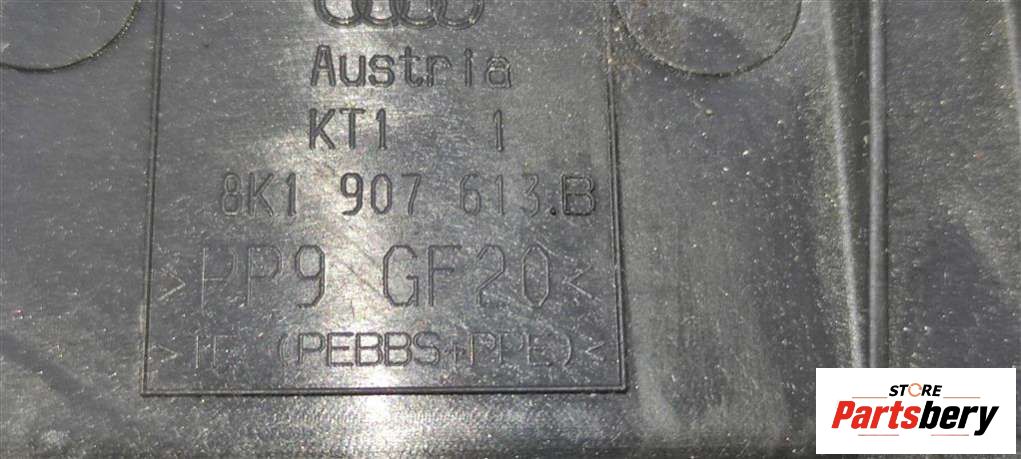 Austria
KT1 1
8K1 907 613.B
>PP9 GF20<
(PEBBS+PPE)<
STORE
Partsbery